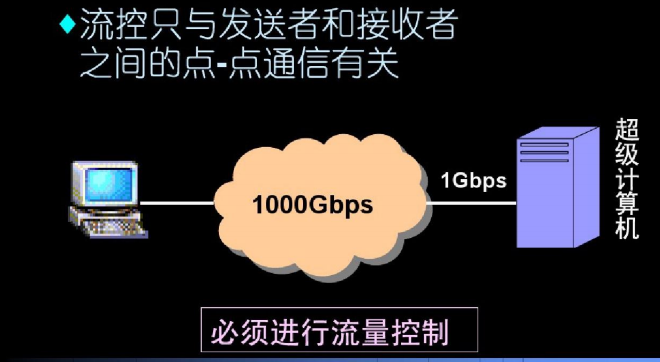 ♦流控只与发送者和接收者
之间的点-点通信有关
1000Gbps
1Gbps
超级计算机
必须进行流量控制